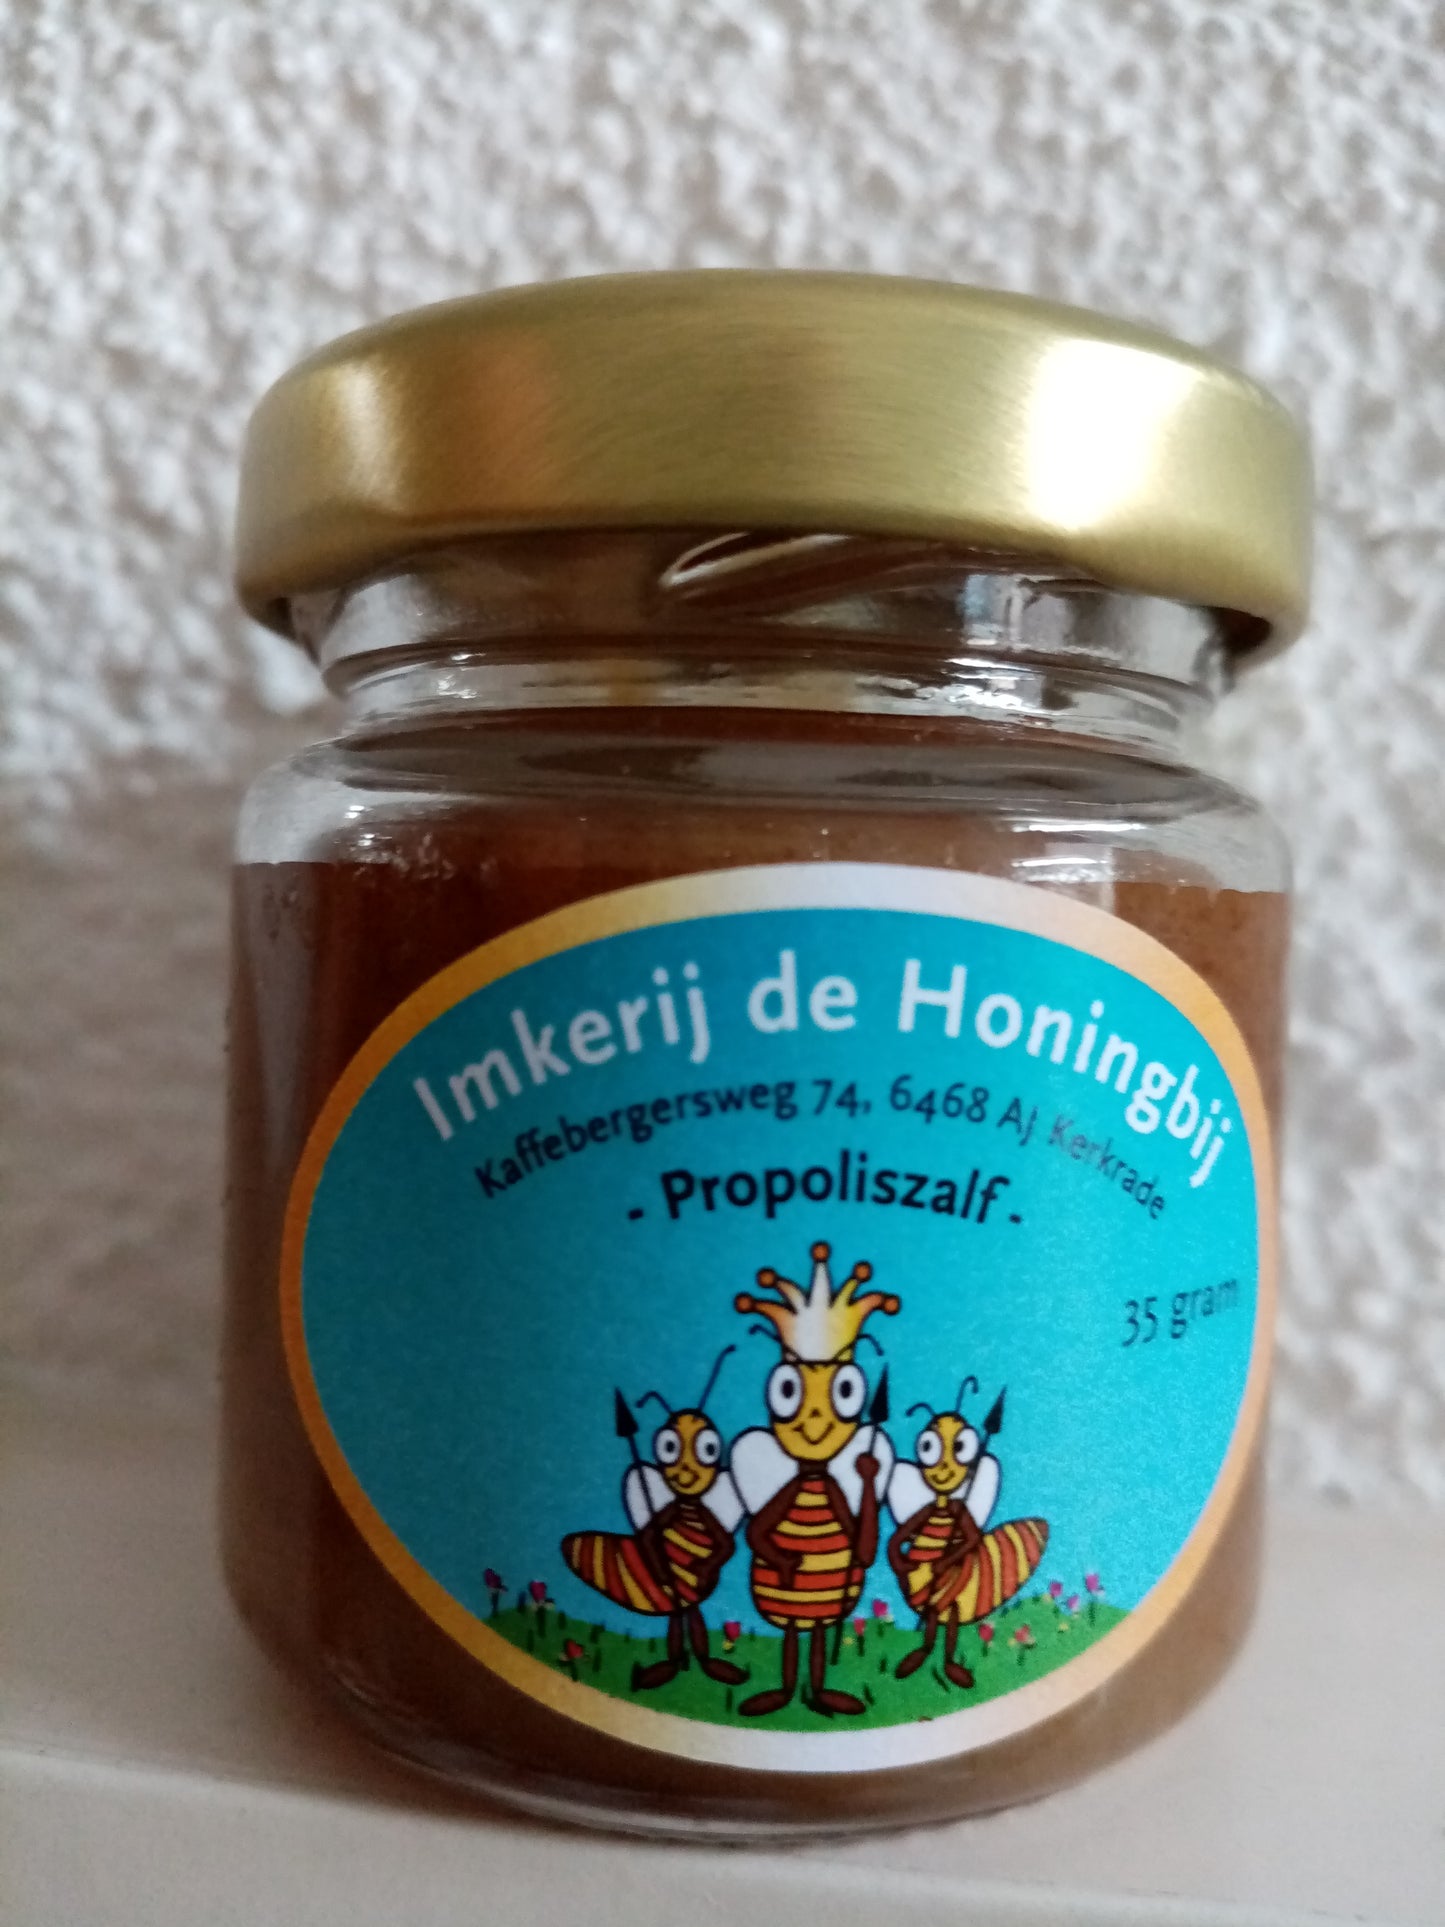 Imkerij de Honingbij
Kaffebergersweg 74, 6468 AJ Kerkrade
- Propoliszalf -
35 gram